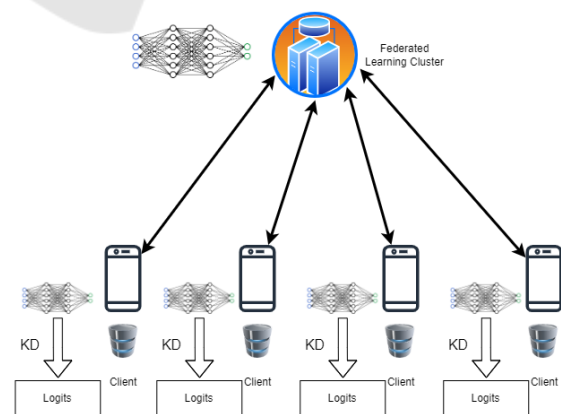 Federated
Learning Cluster
KD
KD
KD
KD
Client
Client
Client
Client
Logits
Logits
Logits
Logits